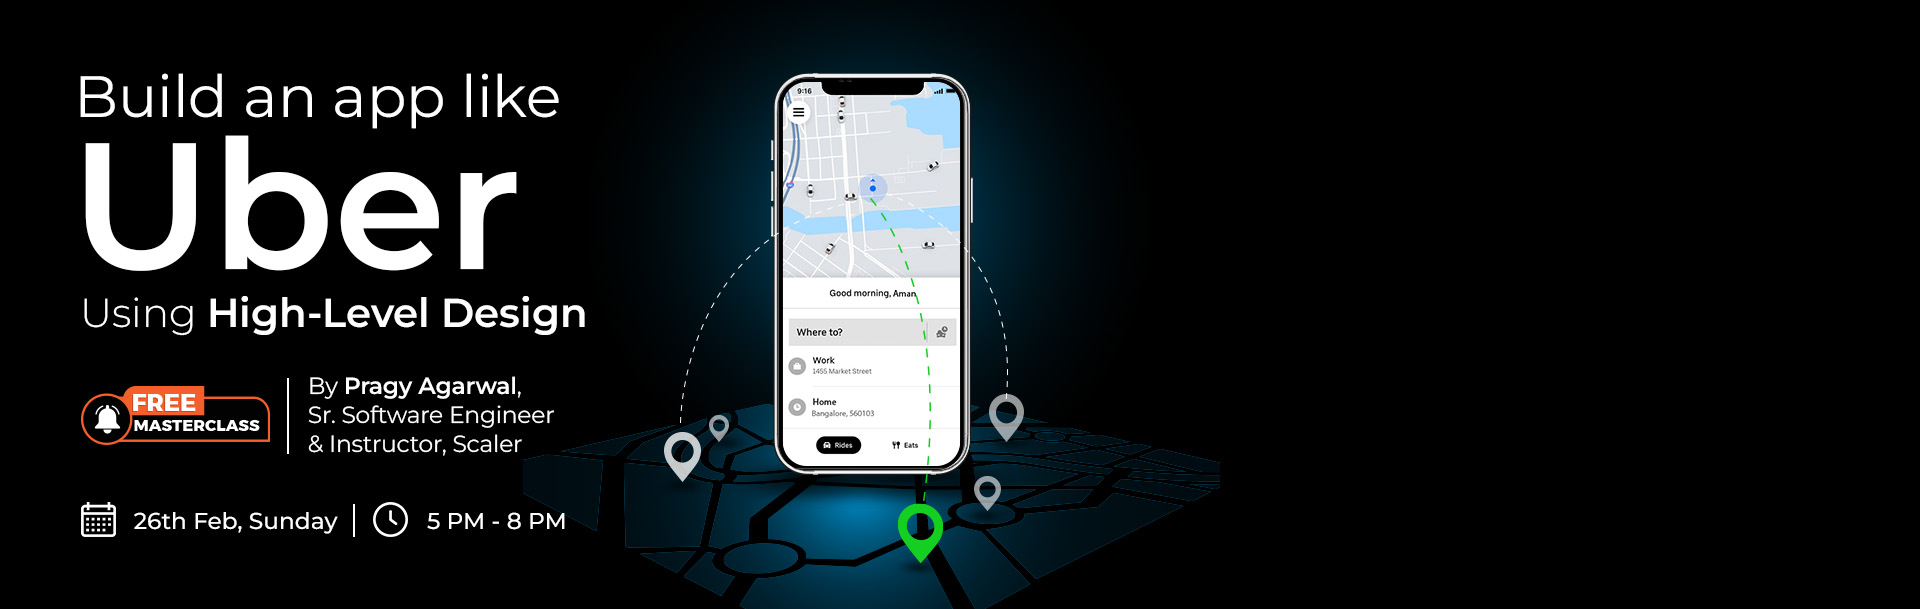 Build an app like
Uber
Using High-Level Design
FREE
MASTERCLASS
By Pragy Agarwal,
Sr. Software Engineer
& Instructor, Scaler
26th Feb, Sunday
5 PM - 8 PM
9:16
Good morning, Aman
Where to?
Work
1455 Market Street
Home
Bangalore, 560103
Rides
Eats